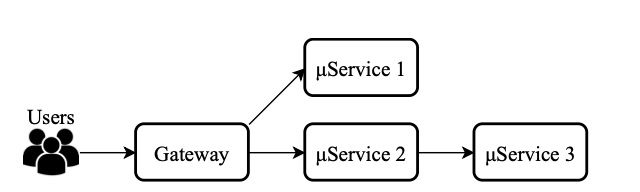 μService 1
Users
Gateway
μService 2
μService 3